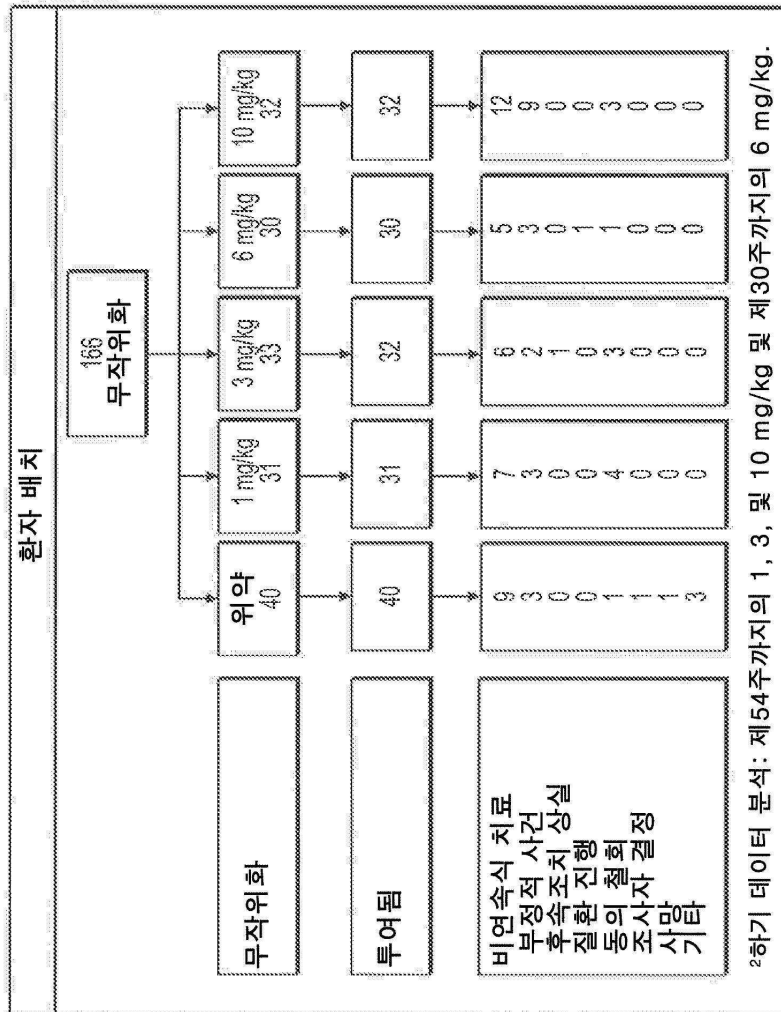 환자 배치
166
무작위화
무작위화
위약
40
1 mg/kg
31
3 mg/kg
33
6 mg/kg
30
10 mg/kg
32
투여됨
40
31
32
30
32
비연속식 치료
부정적 사건
후속조치 상실
질환 진행
동의 철회
조사자 결정
사망
기타
9
3
0
0
1
1
1
3
7
3
0
0
4
0
0
0
6
2
1
0
3
0
0
0
5
3
0
1
1
0
0
0
12
9
0
0
3
0
0
0
²하기 데이터 분석: 제54주까지의 1, 3, 및 10 mg/kg 및 제30주까지의 6 mg/kg.